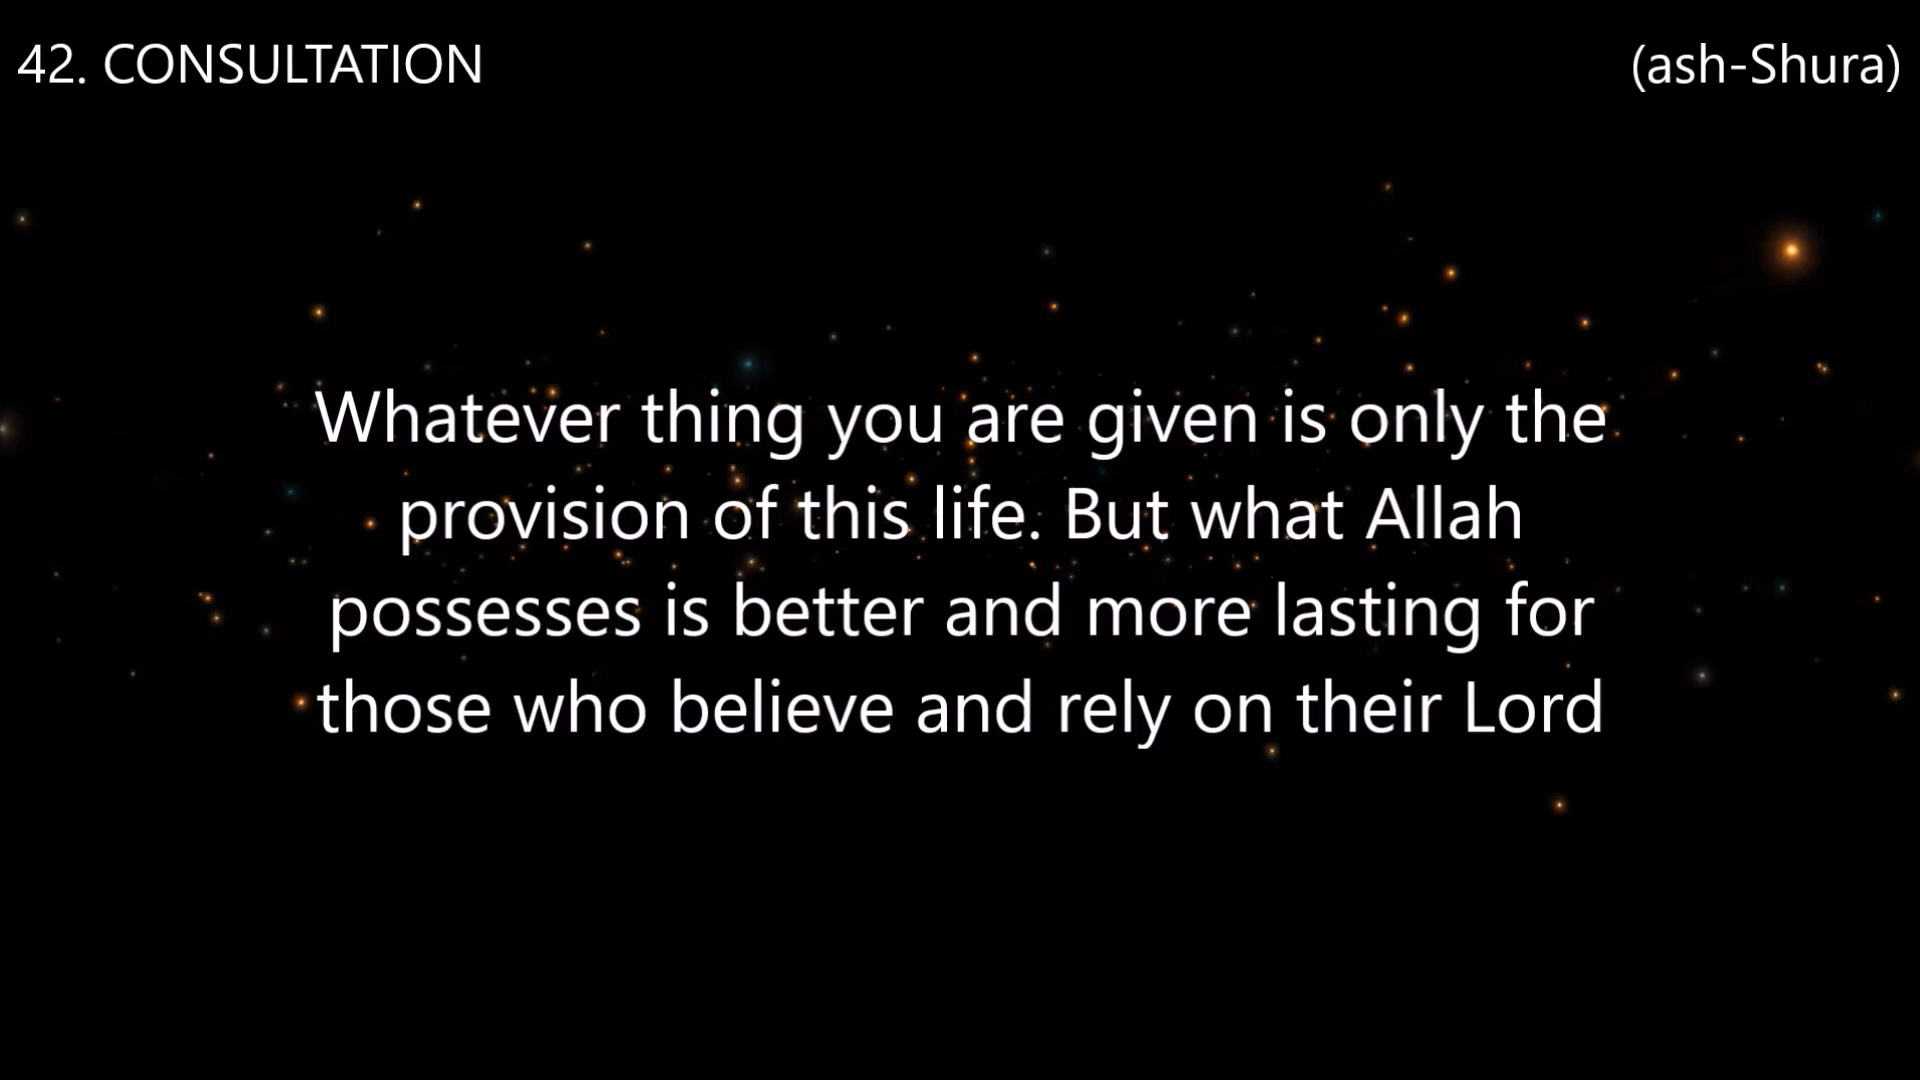 42. CONSULTATION (ash-Shura)
Whatever thing you are given is only the
provision of this life. But what Allah
possesses is better and more lasting for
those who believe and rely on their Lord